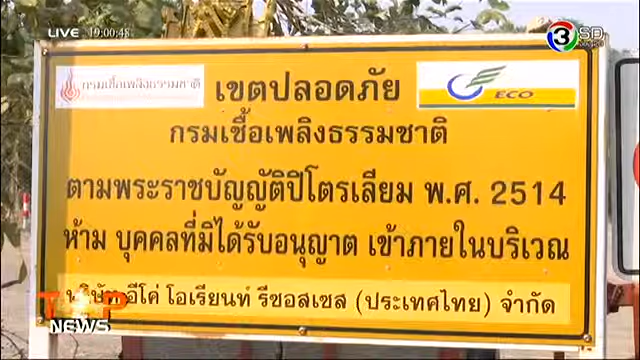 LIVE 19:00:48
3 SD
กรมเชื้อเพลิงธรรมชาติ
เขตปลอดภัย
ECO
กรมเชื้อเพลิงธรรมชาติ
ตามพระราชบัญญัติปิโตรเลียม พ.ศ. 2514
ห้าม บุคคลที่มิได้รับอนุญาต เข้าภายในบริเวณ
บริษัท อีโค่ โอเรียนท์ รีซอสเซส (ประเทศไทย) จำกัด
TOP
NEWS